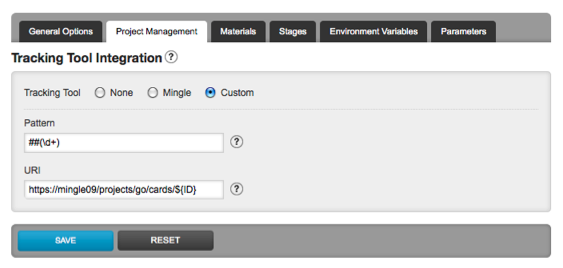 General Options Project Management Materials Stages Environment Variables Parameters
Tracking Tool Integration ?
Tracking Tool None Mingle Custom
Pattern
##(\d+) ?
URI
https://mingle09/projects/go/cards/${ID} ?
SAVE RESET